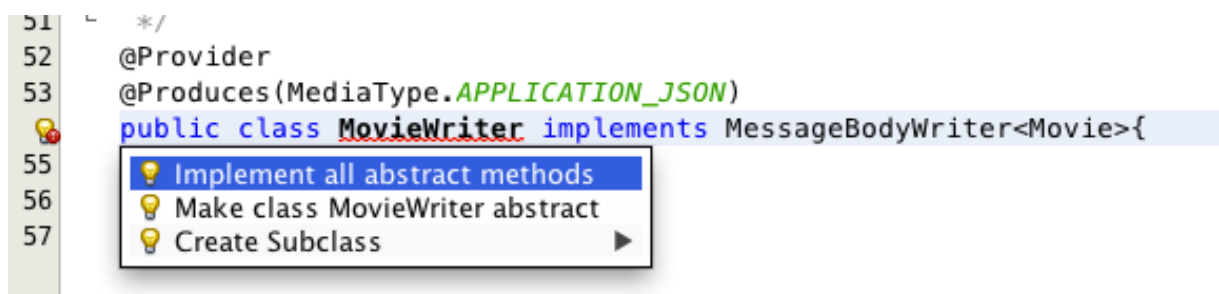 51 */
52 @Provider
53 @Produces(MediaType.APPLICATION_JSON)
public class MovieWriter implements MessageBodyWriter<Movie>{
55 Implement all abstract methods
56 Make class MovieWriter abstract
57 Create Subclass